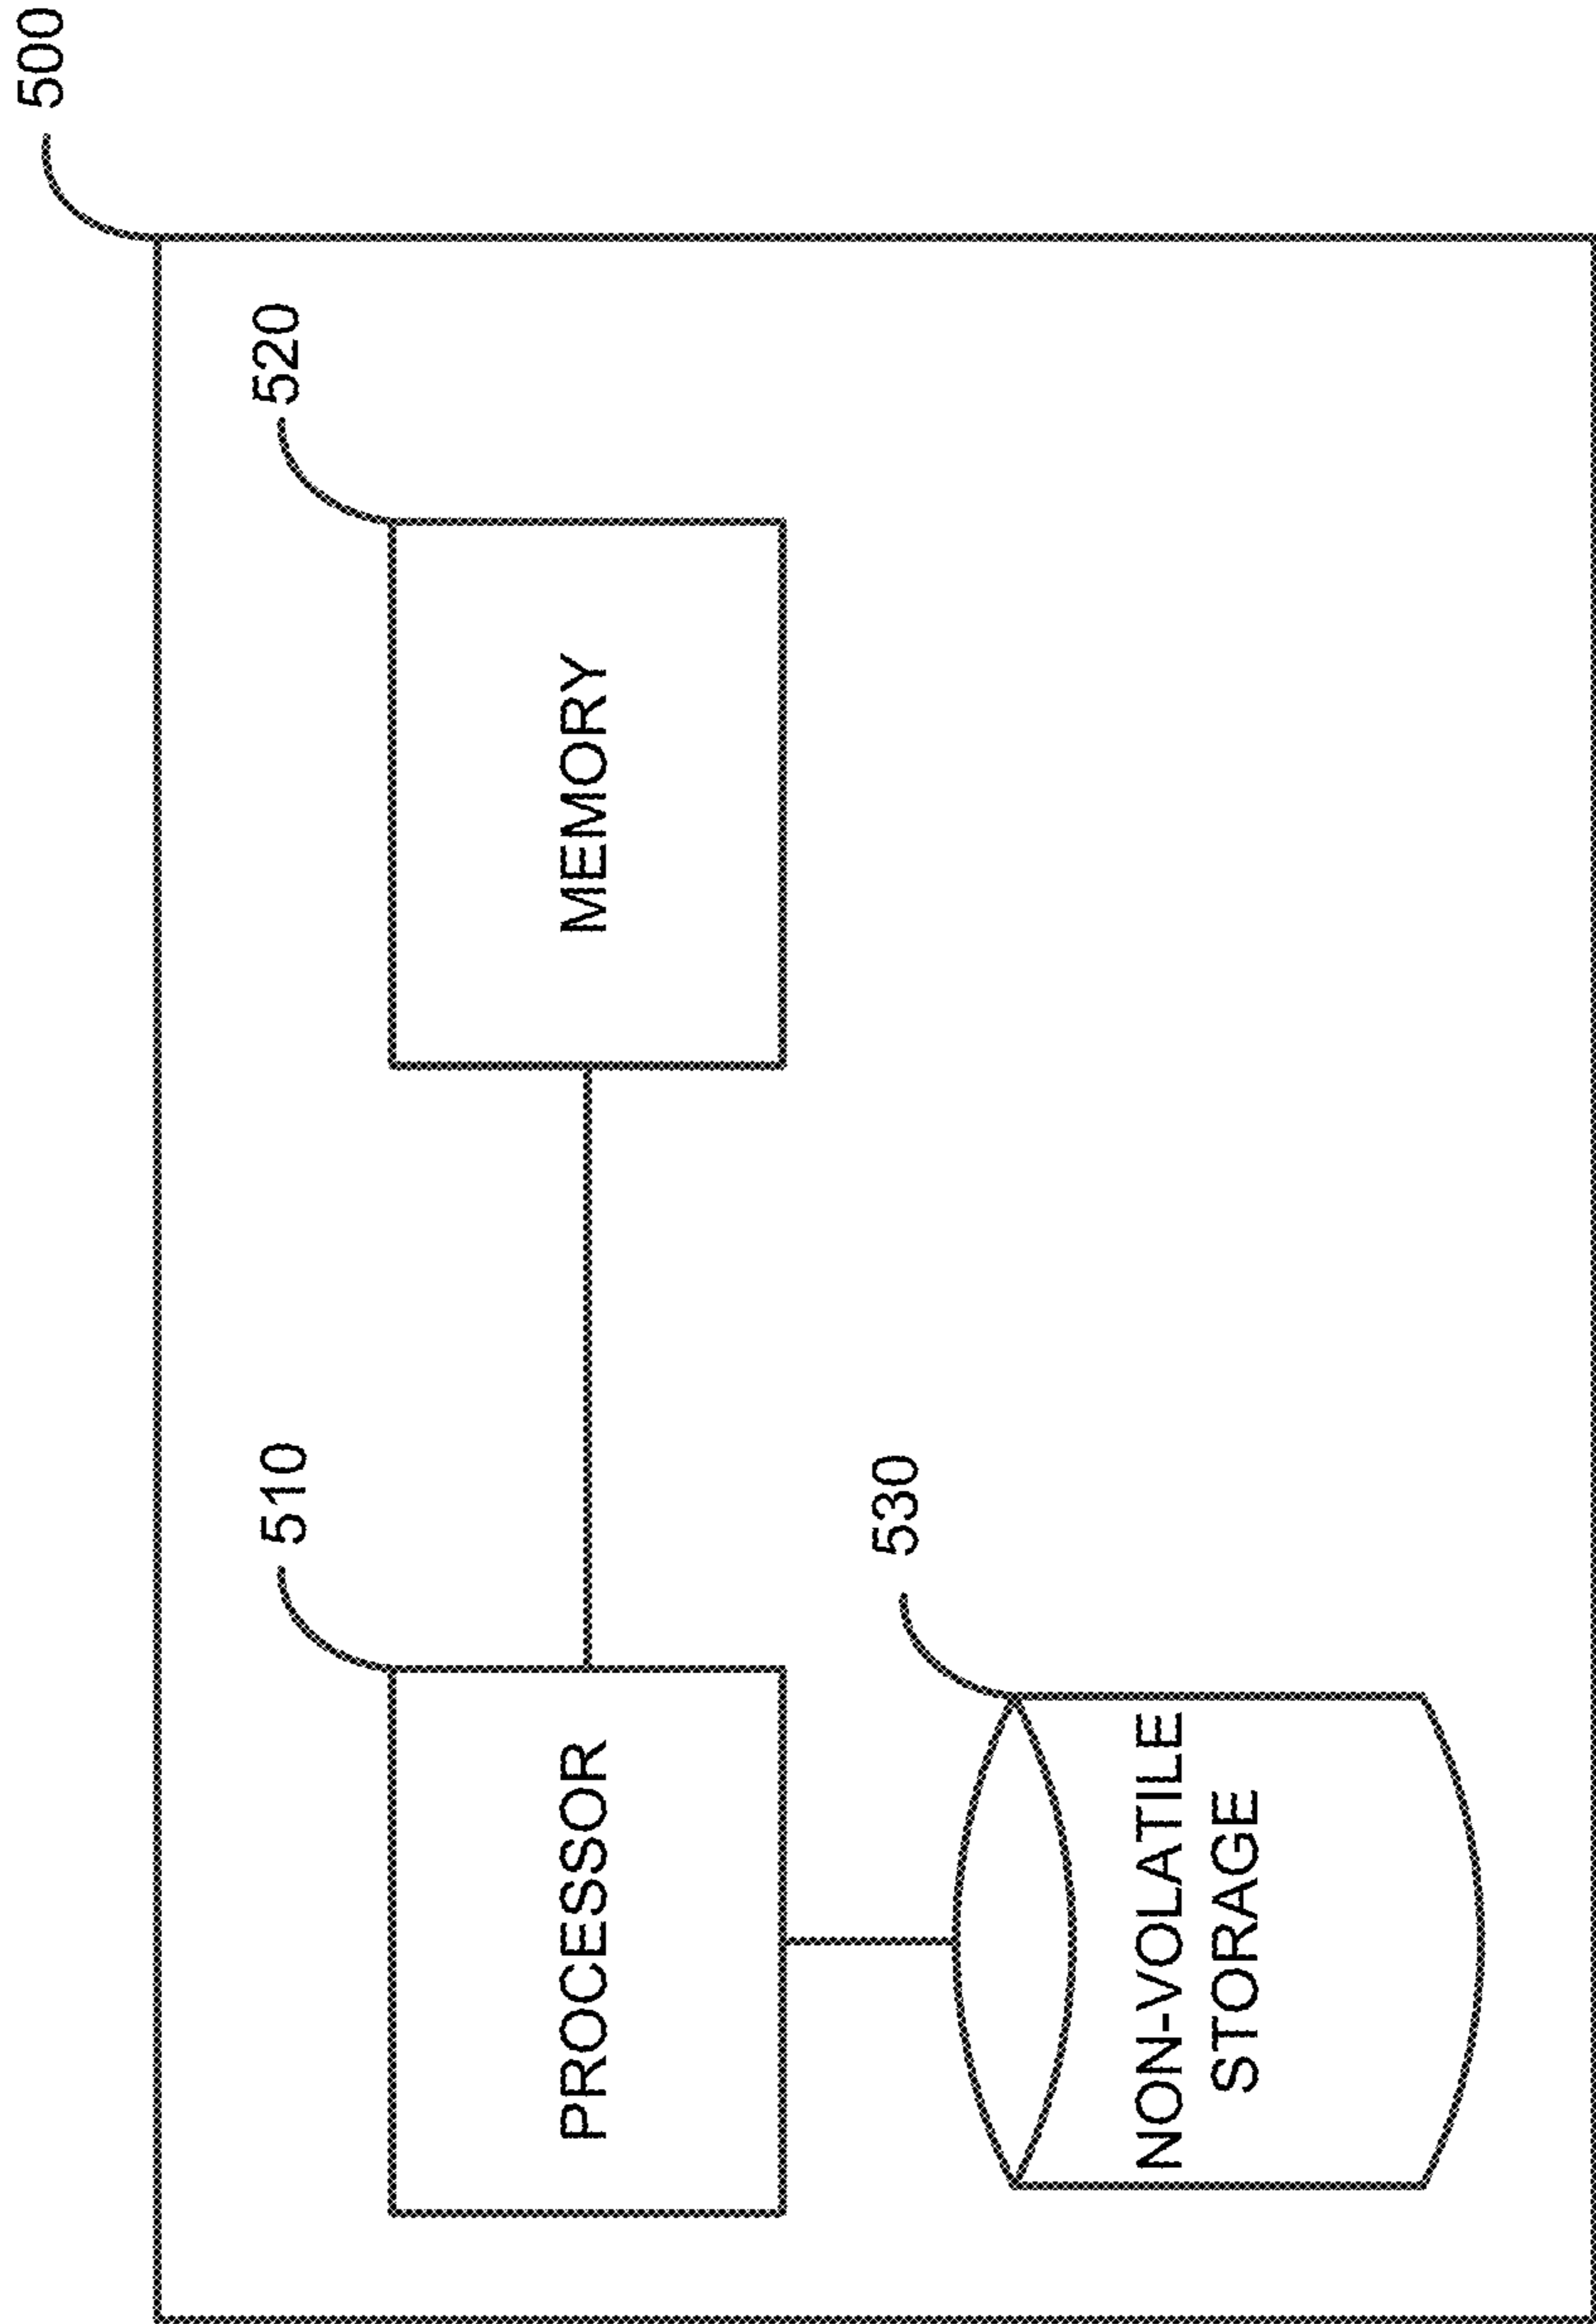 500
510
520
PROCESSOR
MEMORY
530
NON-VOLATILE
STORAGE